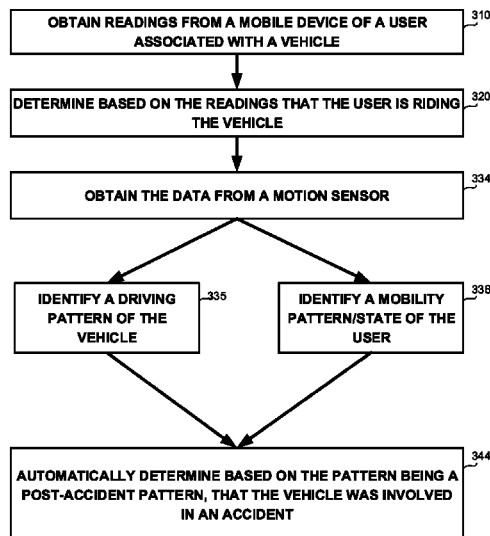 OBTAIN READINGS FROM A MOBILE DEVICE OF A USER
ASSOCIATED WITH A VEHICLE
310
DETERMINE BASED ON THE READINGS THAT THE USER IS RIDING
THE VEHICLE
320
OBTAIN THE DATA FROM A MOTION SENSOR
334
IDENTIFY A DRIVING
PATTERN OF THE
VEHICLE
335
IDENTIFY A MOBILITY
PATTERN/STATE OF THE
USER
338
AUTOMATICALLY DETERMINE BASED ON THE PATTERN BEING A
POST-ACCIDENT PATTERN, THAT THE VEHICLE WAS INVOLVED
IN AN ACCIDENT
344